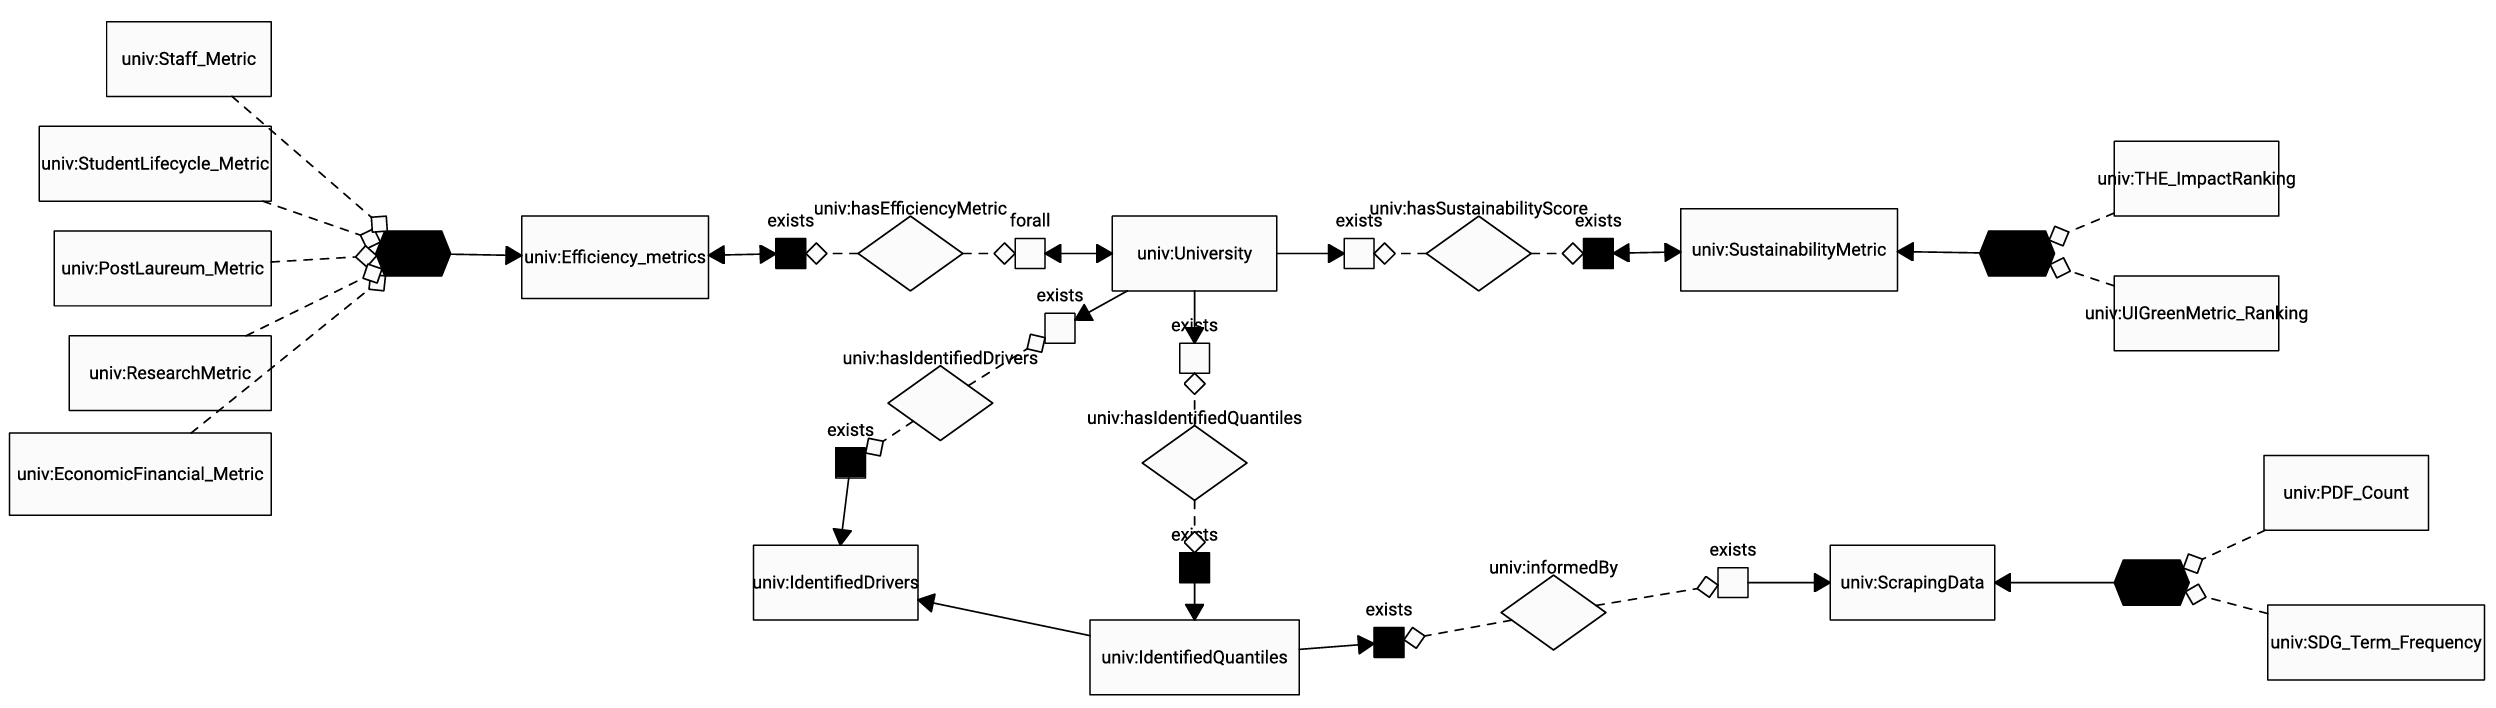 univ:Staff_Metric
univ:StudentLifecycle_Metric
univ:PostLaureum_Metric
univ:ResearchMetric
univ:EconomicFinancial_Metric
univ:Efficiency_metrics
exists
univ:hasEfficiencyMetric
forall
univ:University
exists
univ:hasSustainabilityScore
exists
univ:SustainabilityMetric
univ:THE_ImpactRanking
univ:UIGreenMetric_Ranking
exists
univ:hasIdentifiedDrivers
exists
univ:IdentifiedDrivers
exists
univ:hasIdentifiedQuantiles
exists
univ:IdentifiedQuantiles
exists
univ:informedBy
exists
univ:ScrapingData
univ:PDF_Count
univ:SDG_Term_Frequency